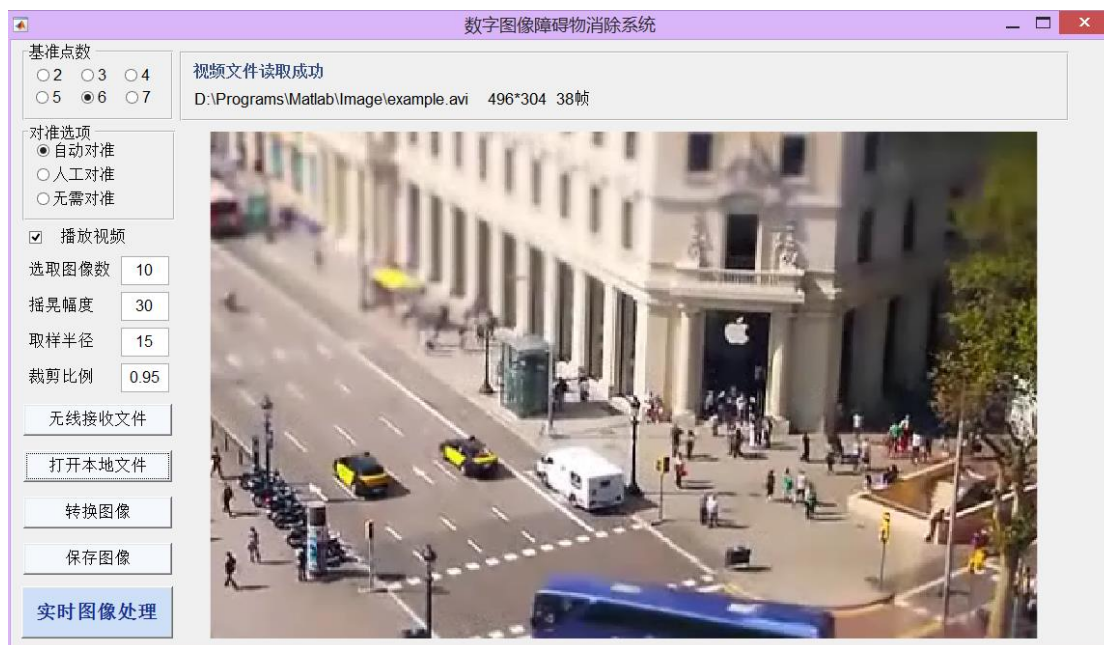 数字图像障碍物消除系统
基准点数
2 3 4
5 6 7
对准选项
自动对准
人工对准
无需对准
播放视频
选取图像数 10
摇晃幅度 30
取样半径 15
裁剪比例 0.95
无线接收文件
打开本地文件
转换图像
保存图像
实时图像处理
视频文件读取成功
D:\Programs\Matlab\Image\example.avi 496*304 38帧